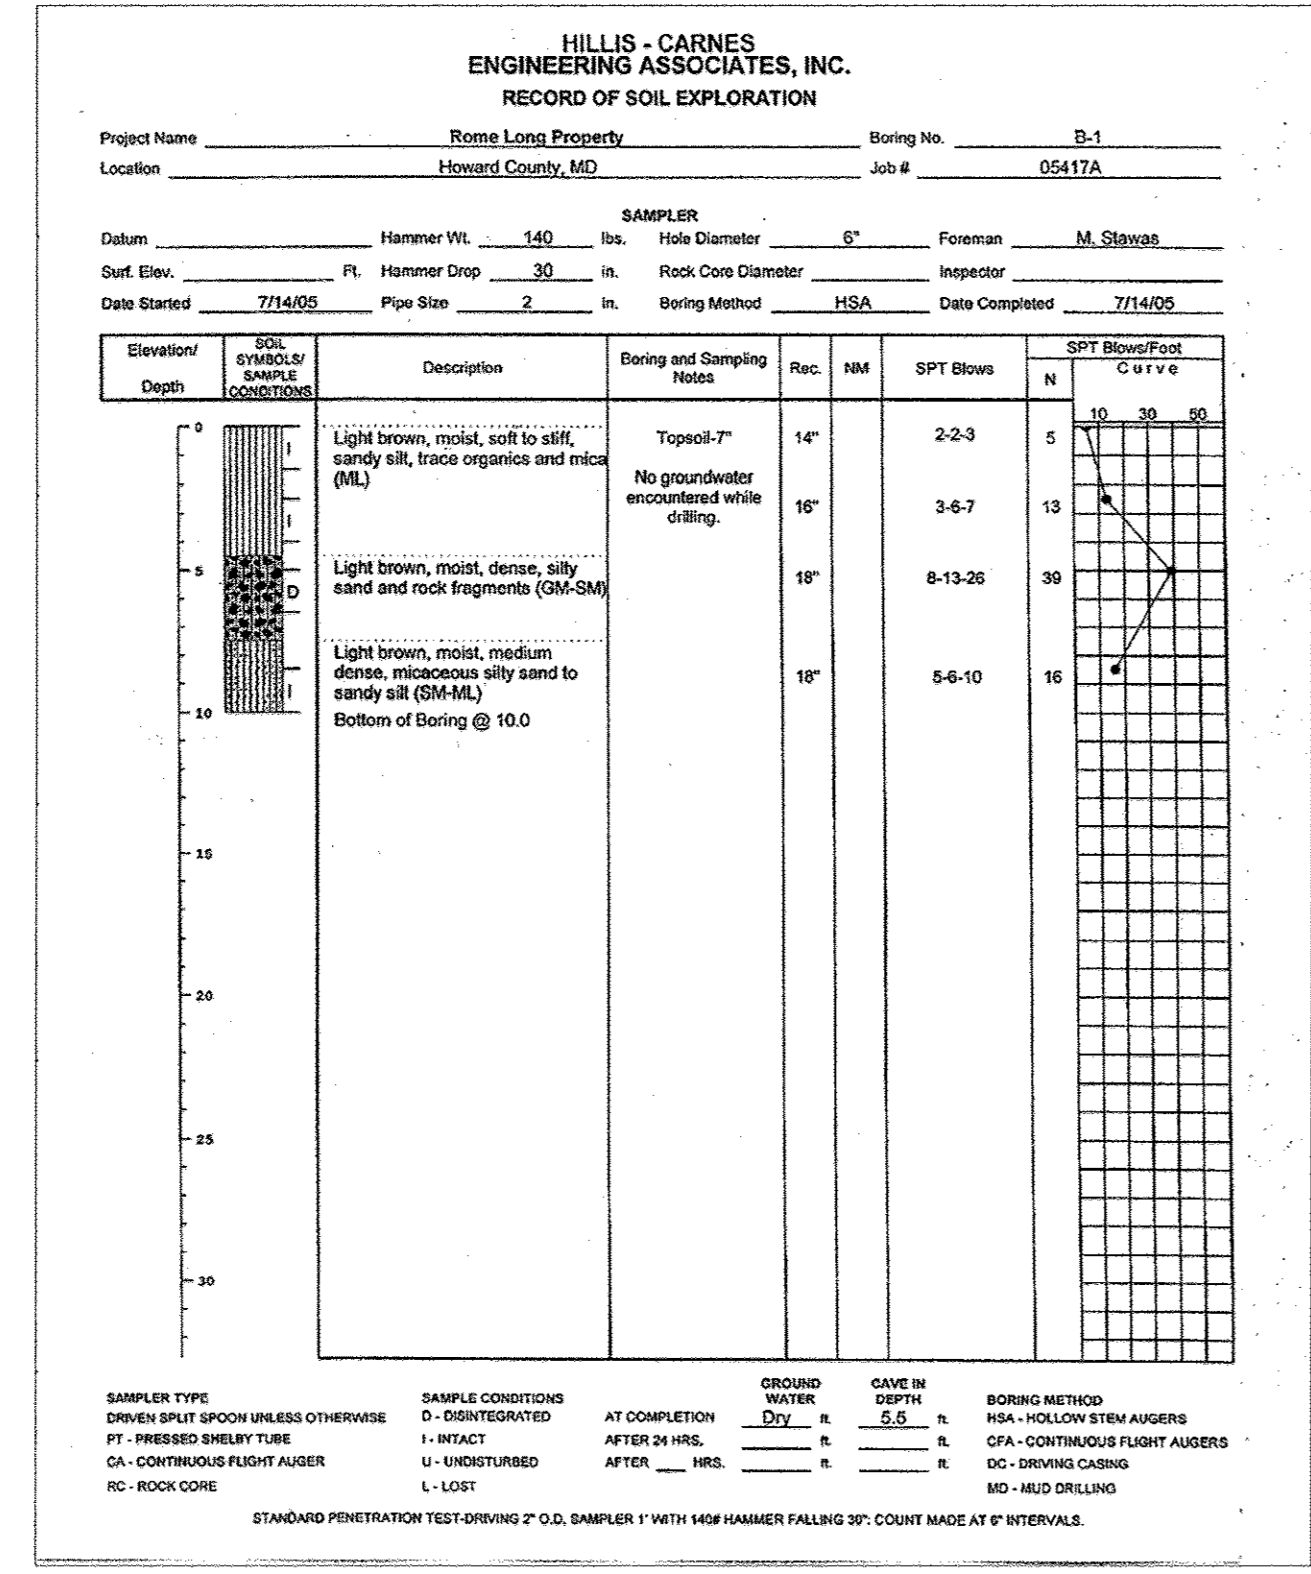 HILLIS - CARNES
ENGINEERING ASSOCIATES, INC.
RECORD OF SOIL EXPLORATION
Project Name Rome Long Property Boring No. B-1
Location Howard County, MD Job # 05417A
SAMPLER
Datum Hammer Wt. 140 lbs. Hole Diameter 6" Foreman M. Stawas
Surf. Elev. Ft. Hammer Drop 30 in. Rock Core Diameter Inspector
Date Started 7/14/05 Pipe Size 2 in. Boring Method HSA Date Completed 7/14/05
Elevation/ Depth SOIL SYMBOLS/ SAMPLE CONDITIONS Description Boring and Sampling Notes Rec. NM SPT Blows N SPT Blows/Foot Curve
10 30 50
0 I Light brown, moist, soft to stiff, Topsoil-7" 14" 2-2-3 5
sandy silt, trace organics and mica
(ML) No groundwater
encountered while 16" 3-6-7 13
I drilling.
5 Light brown, moist, dense, silty 18" 8-13-26 39
D sand and rock fragments (GM-SM)
Light brown, moist, medium
dense, micaceous silty sand to 18" 5-6-10 16
I sandy silt (SM-ML)
10 Bottom of Boring @ 10.0
15
20
25
30
GROUND CAVE IN
SAMPLER TYPE SAMPLE CONDITIONS WATER DEPTH BORING METHOD
DRIVEN SPLIT SPOON UNLESS OTHERWISE D - DISINTEGRATED AT COMPLETION Dry ft. 5.5 ft. HSA - HOLLOW STEM AUGERS
PT - PRESSED SHELBY TUBE I - INTACT AFTER 24 HRS. ft. ft. CFA - CONTINUOUS FLIGHT AUGERS
CA - CONTINUOUS FLIGHT AUGER U - UNDISTURBED AFTER ___ HRS. ft. ft. DC - DRIVING CASING
RC - ROCK CORE L - LOST MD - MUD DRILLING
STANDARD PENETRATION TEST-DRIVING 2" O.D. SAMPLER 1' WITH 140# HAMMER FALLING 30": COUNT MADE AT 6" INTERVALS.